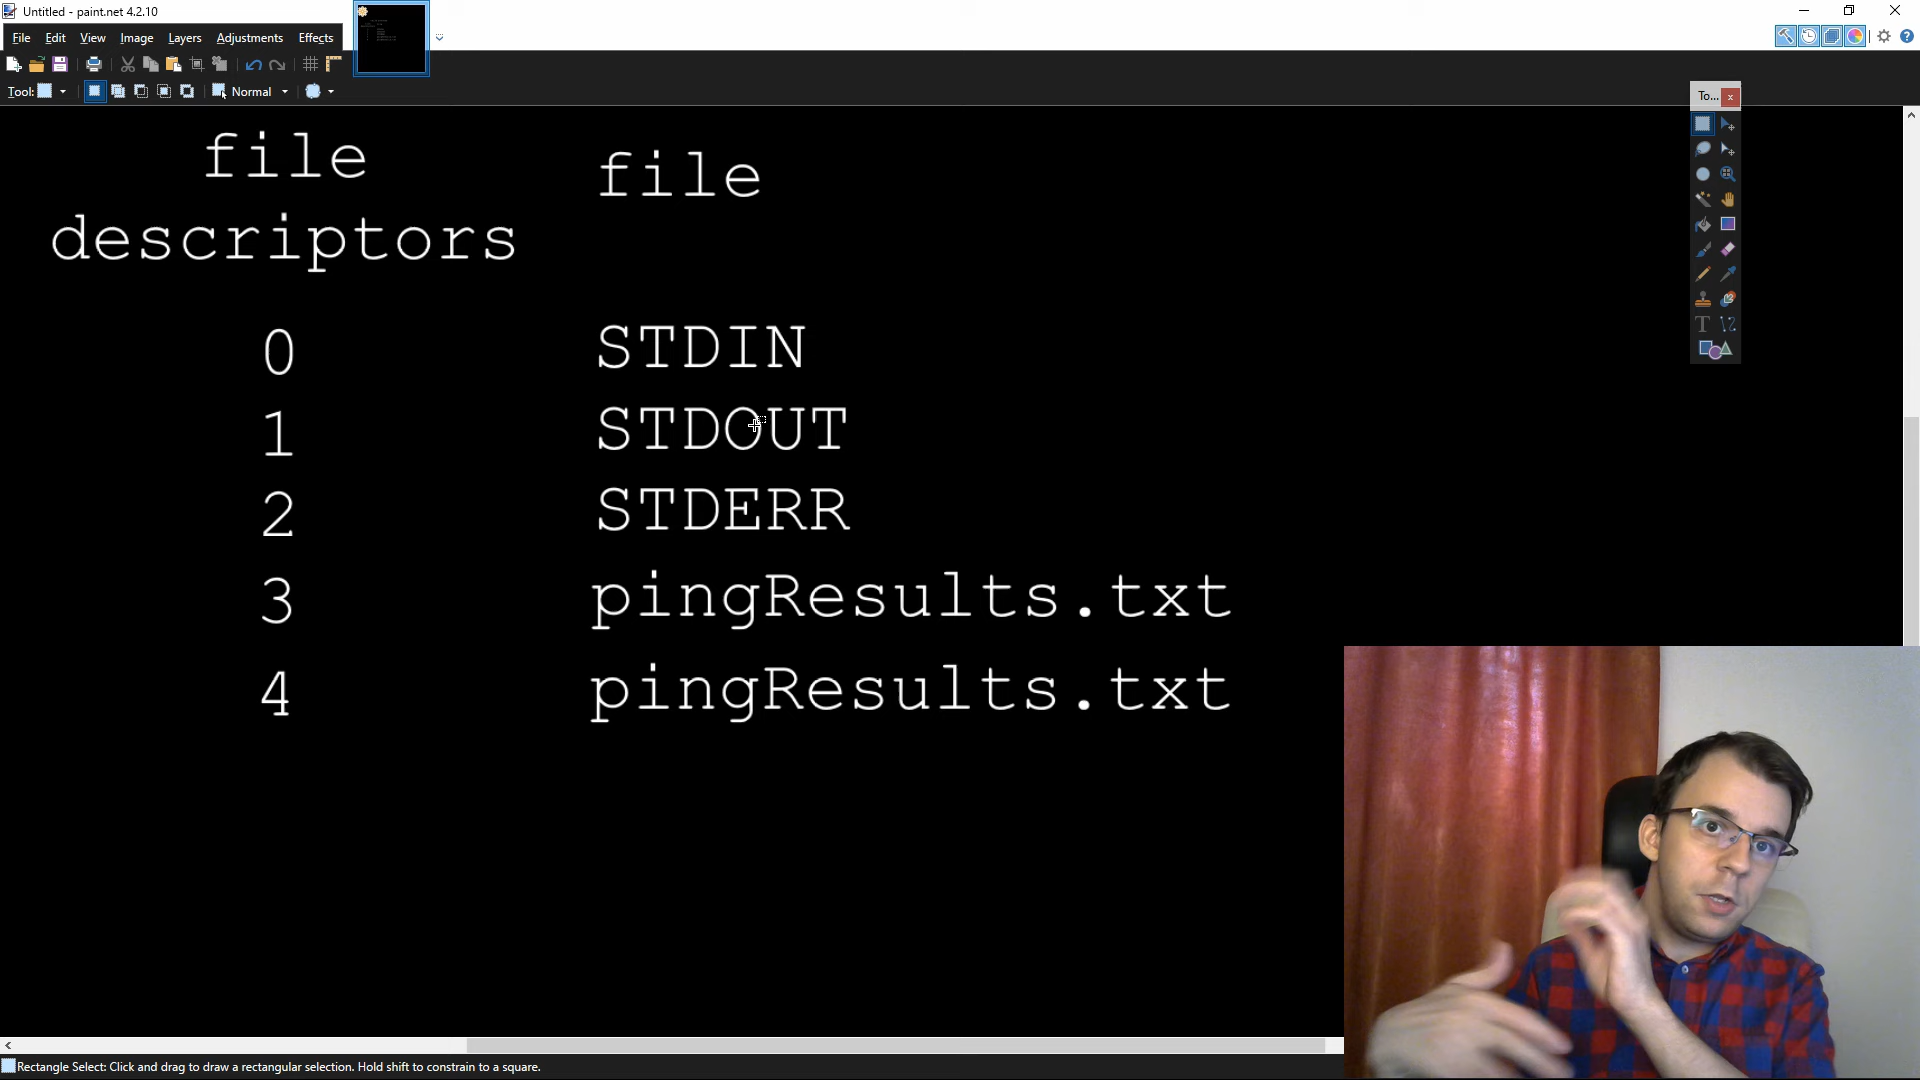 Untitled - paint.net 4.2.10
File Edit View Image Layers Adjustments Effects
Tool: Normal
To...
file
descriptors
file
0 STDIN
1 STDOUT
2 STDERR
3 pingResults.txt
4 pingResults.txt
Rectangle Select: Click and drag to draw a rectangular selection. Hold shift to constrain to a square.